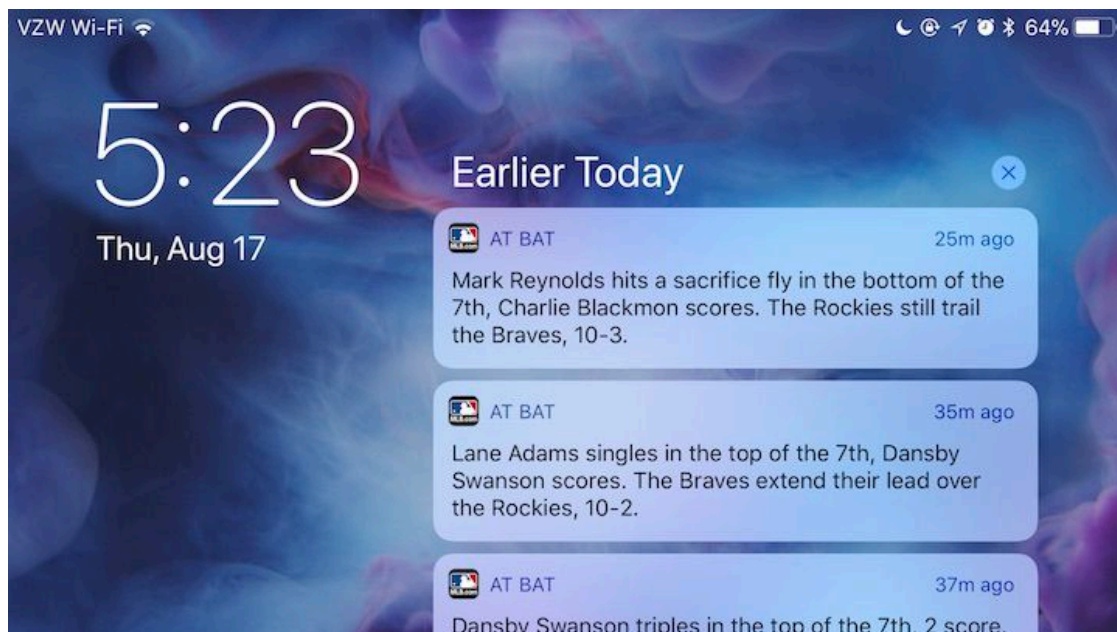 VZW Wi-Fi 64%
5:23
Thu, Aug 17
Earlier Today
AT BAT 25m ago
Mark Reynolds hits a sacrifice fly in the bottom of the
7th, Charlie Blackmon scores. The Rockies still trail
the Braves, 10-3.
AT BAT 35m ago
Lane Adams singles in the top of the 7th, Dansby
Swanson scores. The Braves extend their lead over
the Rockies, 10-2.
AT BAT 37m ago
Dansby Swanson triples in the top of the 7th, 2 score.